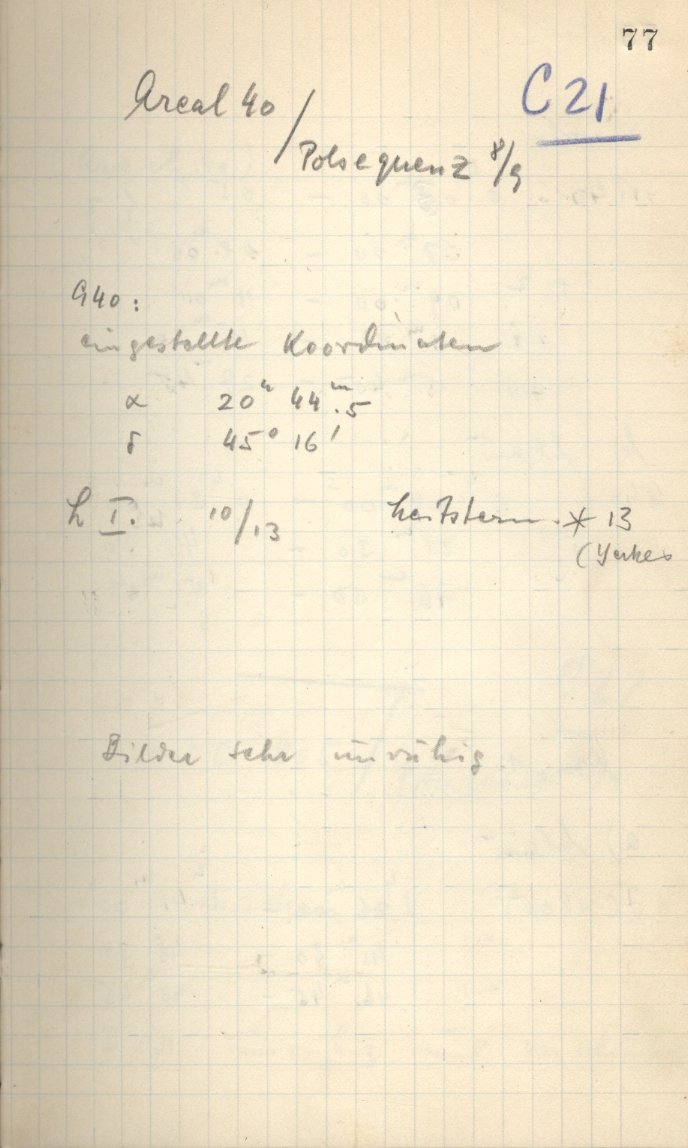 77
Areal 40 / Polsequenz 8/9
C 21
A40:
eingestellte Koordinaten
α 20ʰ 44ᵐ.5
δ 45° 16'
L I. 10/13 Leitstern * 13
(Yerkes
Bilder sehr unruhig